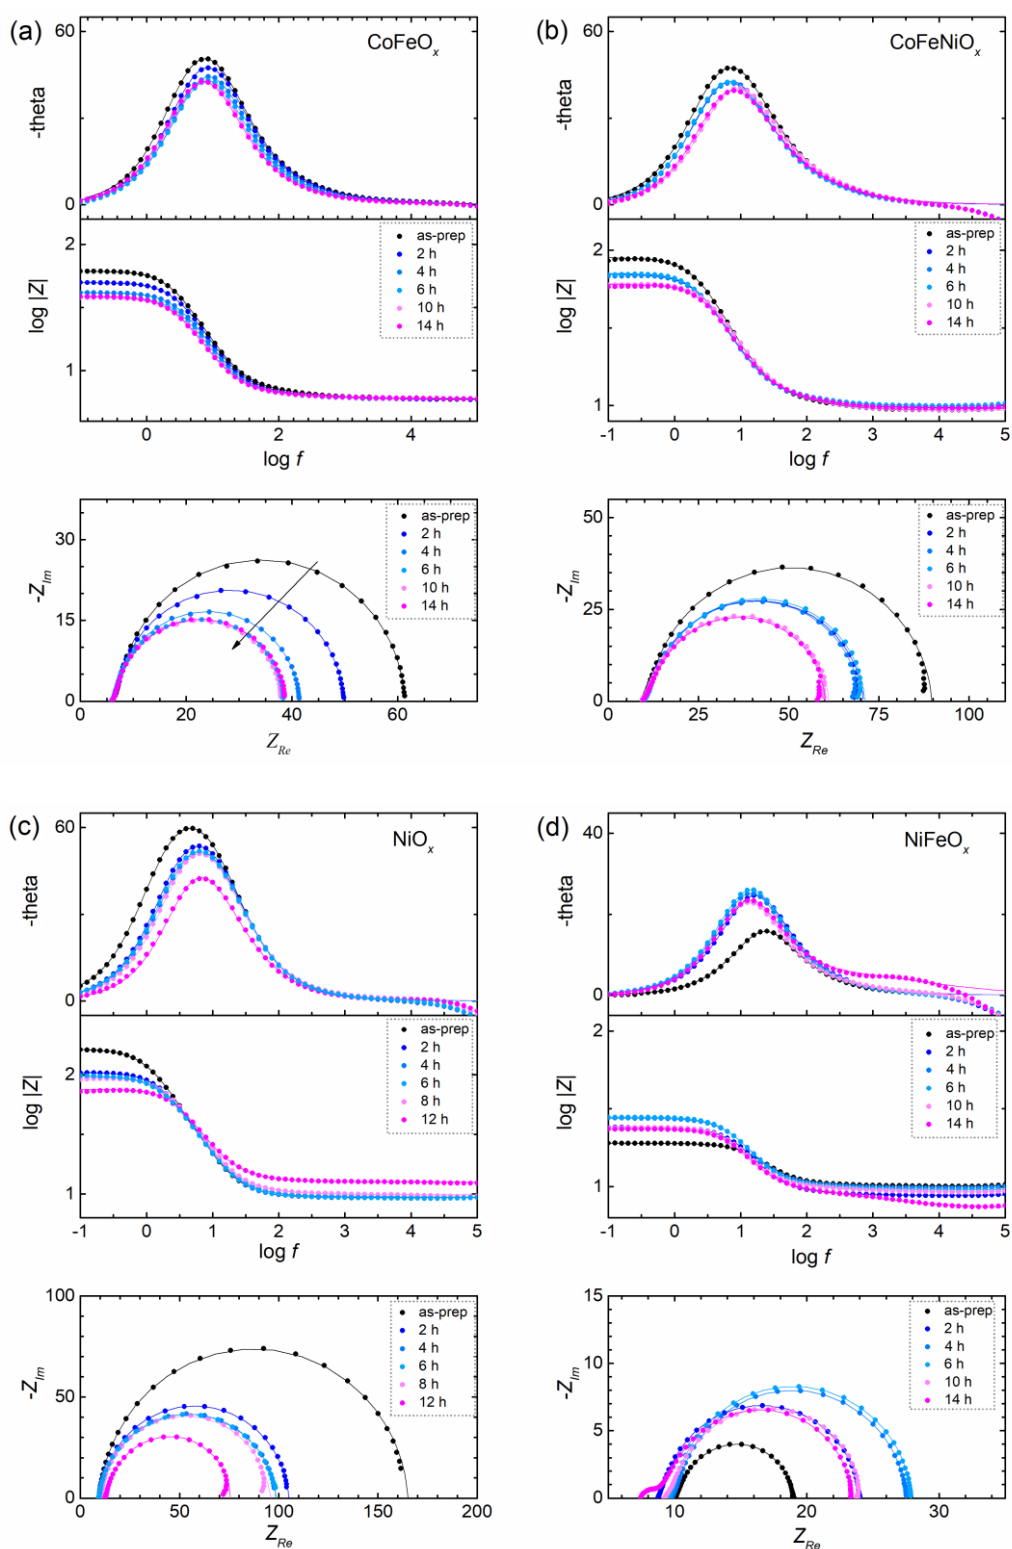 (a)
CoFeOx
60
0
-theta
2
1
log |Z|
as-prep
2 h
4 h
6 h
10 h
14 h
0 2 4
log f
30
15
0
-ZIm
as-prep
2 h
4 h
6 h
10 h
14 h
0 20 40 60
ZRe
(b)
CoFeNiOx
60
0
-theta
2
1
log |Z|
as-prep
2 h
4 h
6 h
10 h
14 h
-1 0 1 2 3 4 5
log f
50
25
0
-ZIm
as-prep
2 h
4 h
6 h
10 h
14 h
0 25 50 75 100
ZRe
(c)
NiOx
60
0
-theta
2
1
log |Z|
as-prep
2 h
4 h
6 h
8 h
12 h
-1 0 1 2 3 4 5
log f
100
50
0
-ZIm
as-prep
2 h
4 h
6 h
8 h
12 h
0 50 100 150 200
ZRe
(d)
NiFeOx
40
0
-theta
2
1
log |Z|
as-prep
2 h
4 h
6 h
10 h
14 h
-1 0 1 2 3 4 5
log f
15
10
5
0
-ZIm
as-prep
2 h
4 h
6 h
10 h
14 h
10 20 30
ZRe